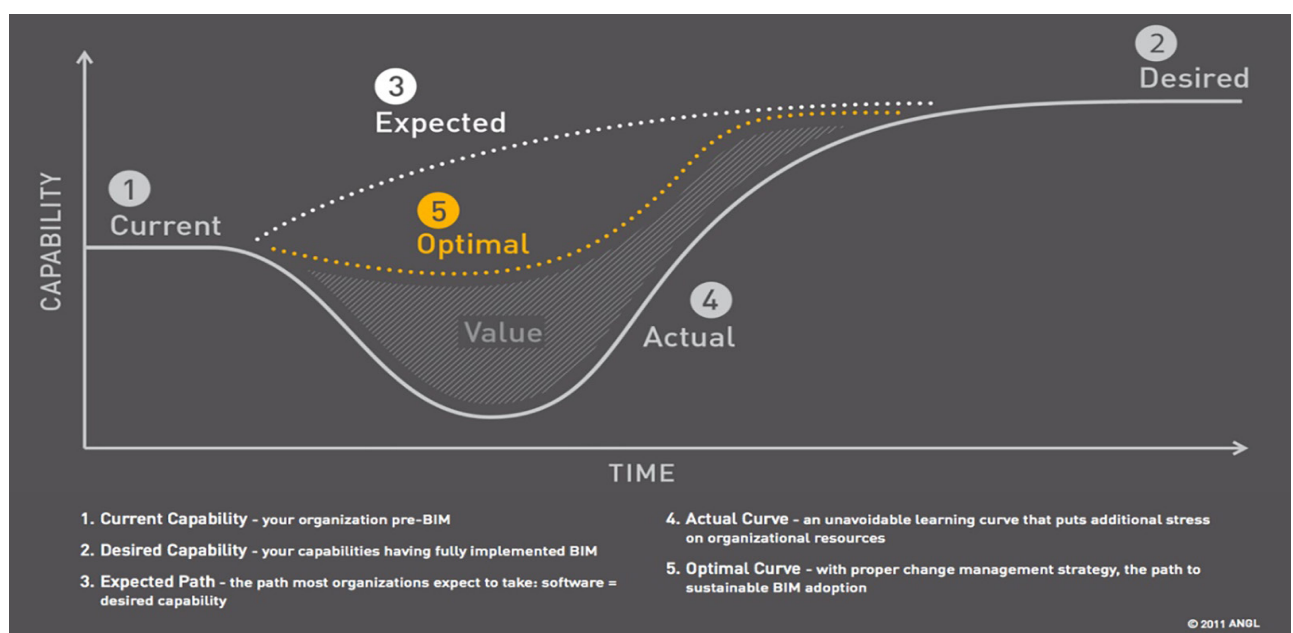 2
Desired
3
Expected
1
Current
5
Optimal
CAPABILITY
4
Value
Actual
TIME
1. Current Capability - your organization pre-BIM
2. Desired Capability - your capabilities having fully implemented BIM
3. Expected Path - the path most organizations expect to take: software =
desired capability
4. Actual Curve - an unavoidable learning curve that puts additional stress
on organizational resources
5. Optimal Curve - with proper change management strategy, the path to
sustainable BIM adoption
© 2011 ANGL